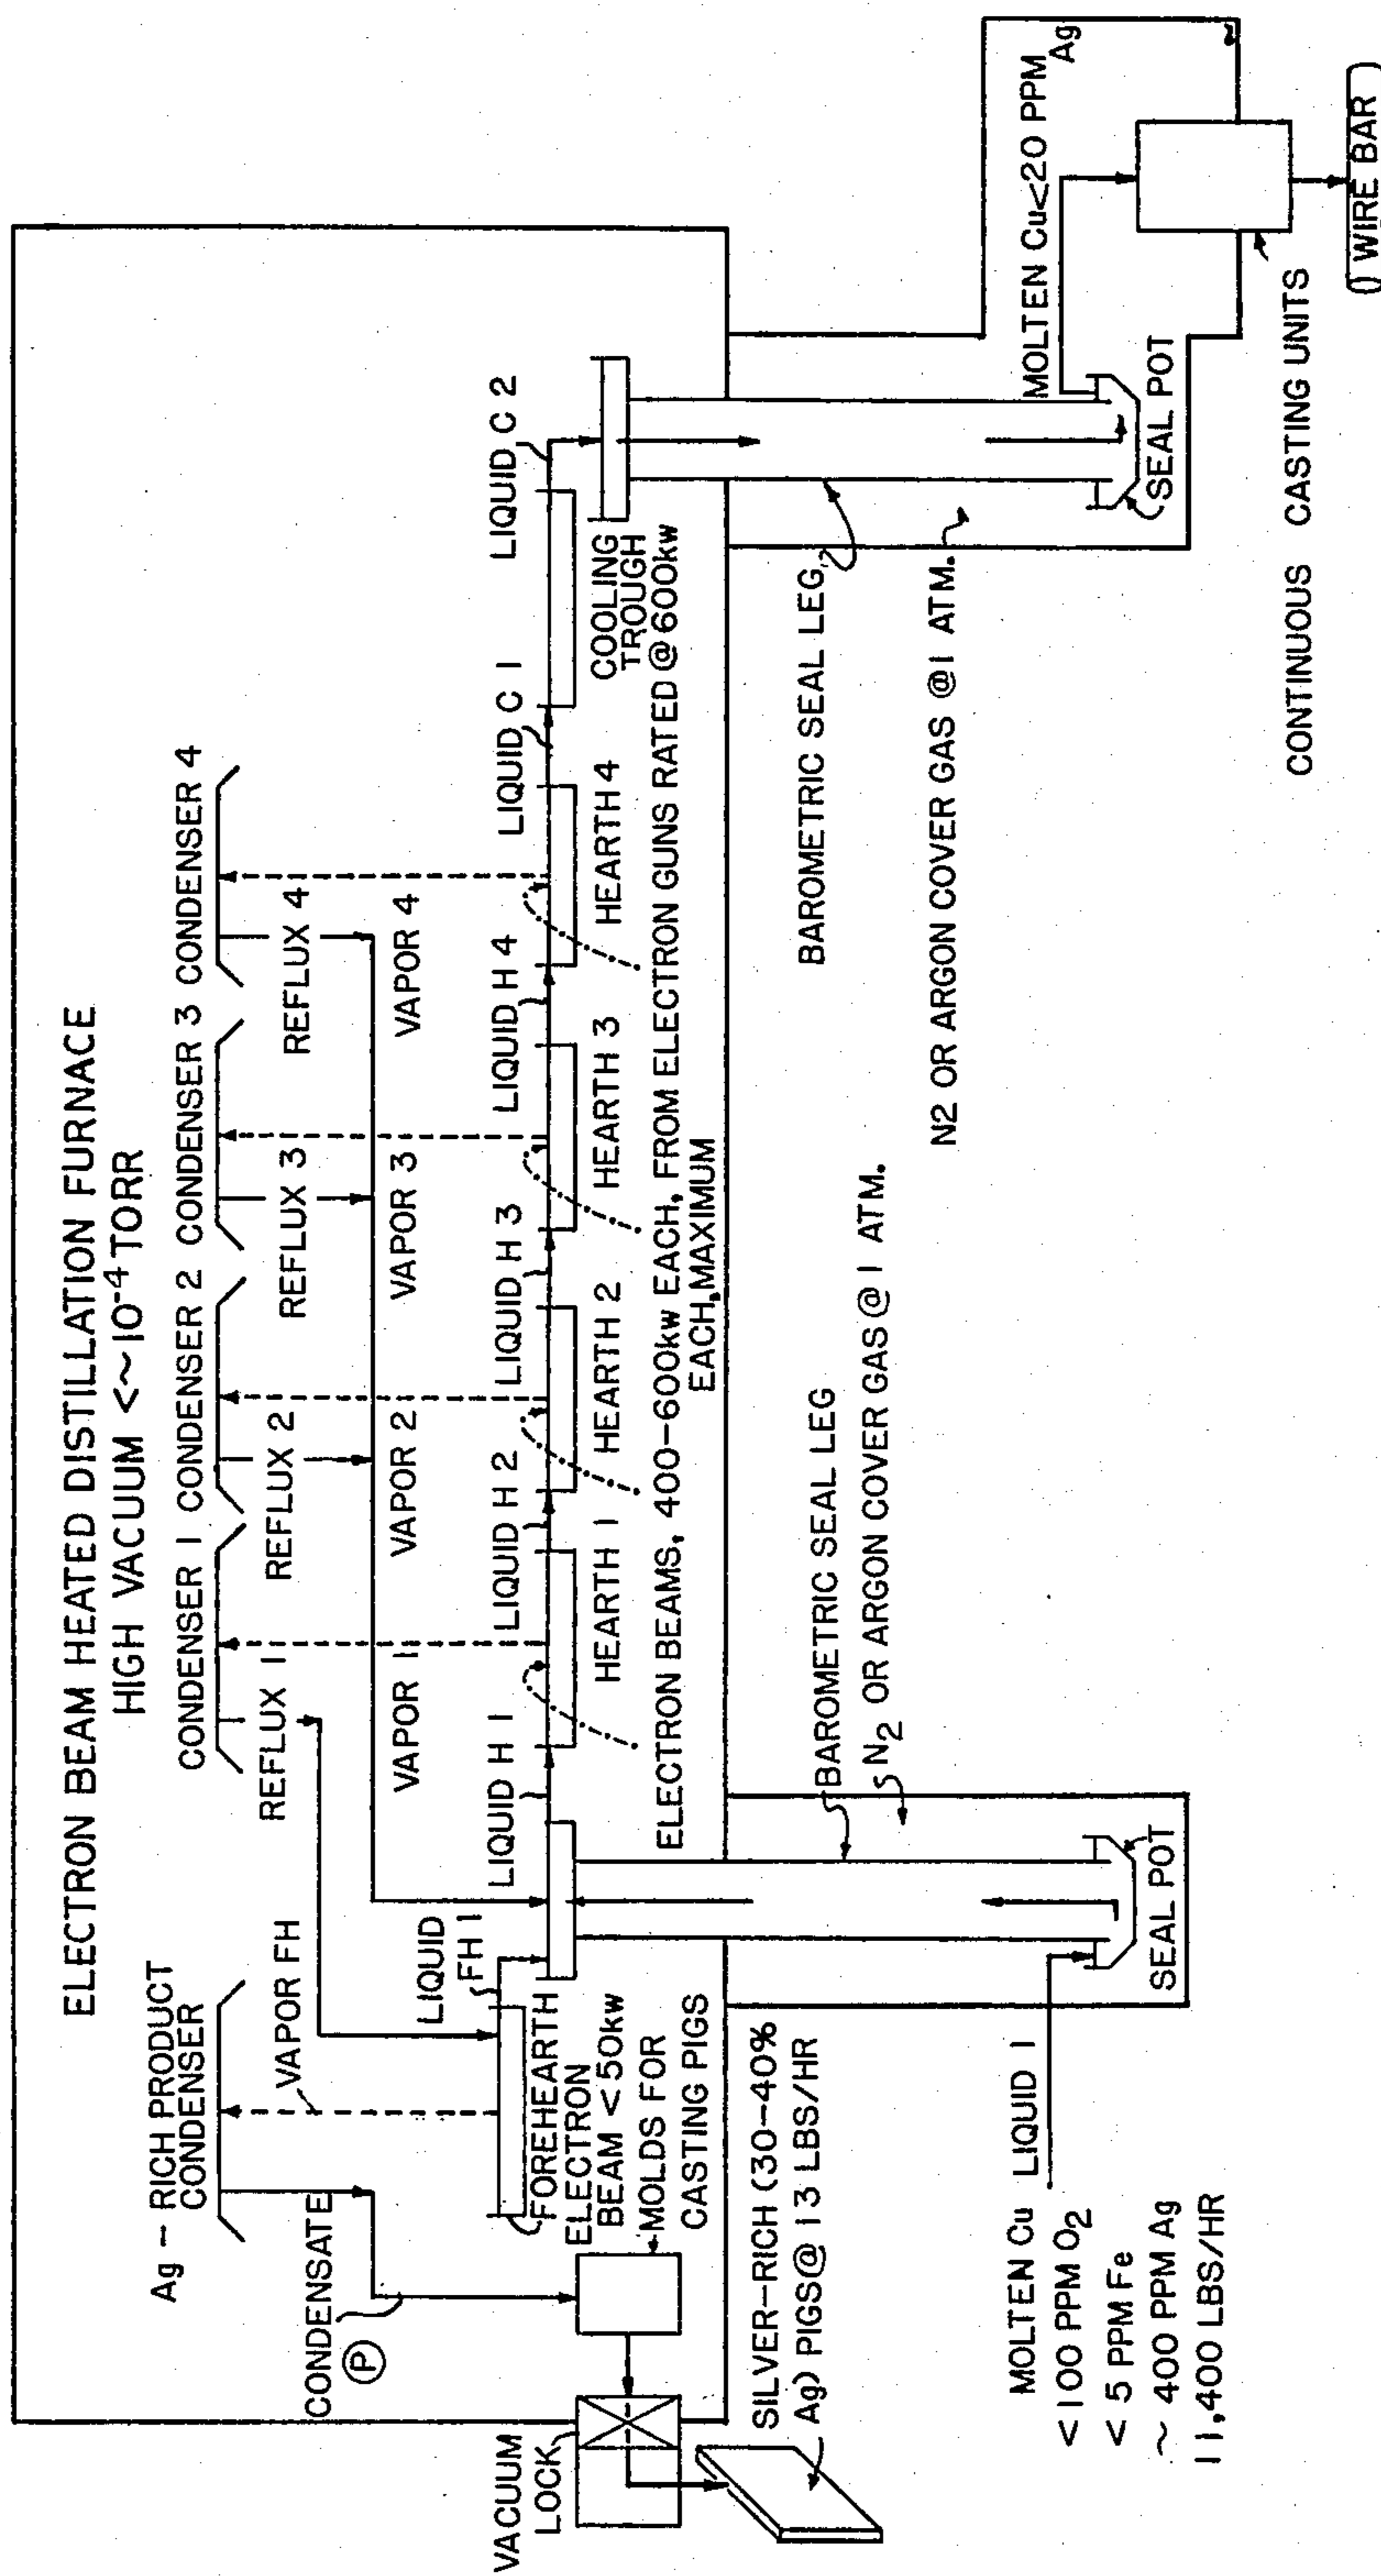 ELECTRON BEAM HEATED DISTILLATION FURNACE
HIGH VACUUM <~10-4 TORR
Ag – RICH PRODUCT
CONDENSER
CONDENSER 1
CONDENSER 2
CONDENSER 3
CONDENSER 4
VAPOR FH
REFLUX 1
REFLUX 2
REFLUX 3
REFLUX 4
CONDENSATE
P
VAPOR 1
VAPOR 2
VAPOR 3
VAPOR 4
LIQUID
FH 1
LIQUID H 1
LIQUID H 2
LIQUID H 3
LIQUID H 4
LIQUID C 1
LIQUID C 2
VACUUM
LOCK
FOREHEARTH
ELECTRON
BEAM <50kw
MOLDS FOR
CASTING PIGS
HEARTH 1
HEARTH 2
HEARTH 3
HEARTH 4
COOLING
TROUGH
ELECTRON BEAMS, 400-600kw EACH, FROM ELECTRON GUNS RATED @ 600kw
EACH, MAXIMUM
SILVER-RICH (30-40%
Ag) PIGS @ 13 LBS/HR
BAROMETRIC SEAL LEG
N2 OR ARGON COVER GAS @ 1 ATM.
BAROMETRIC SEAL LEG
N2 OR ARGON COVER GAS @ 1 ATM.
MOLTEN Cu<20 PPM
Ag
SEAL POT
SEAL POT
MOLTEN Cu LIQUID 1
<100 PPM O2
< 5 PPM Fe
~ 400 PPM Ag
11,400 LBS/HR
CONTINUOUS CASTING UNITS
() WIRE BAR )